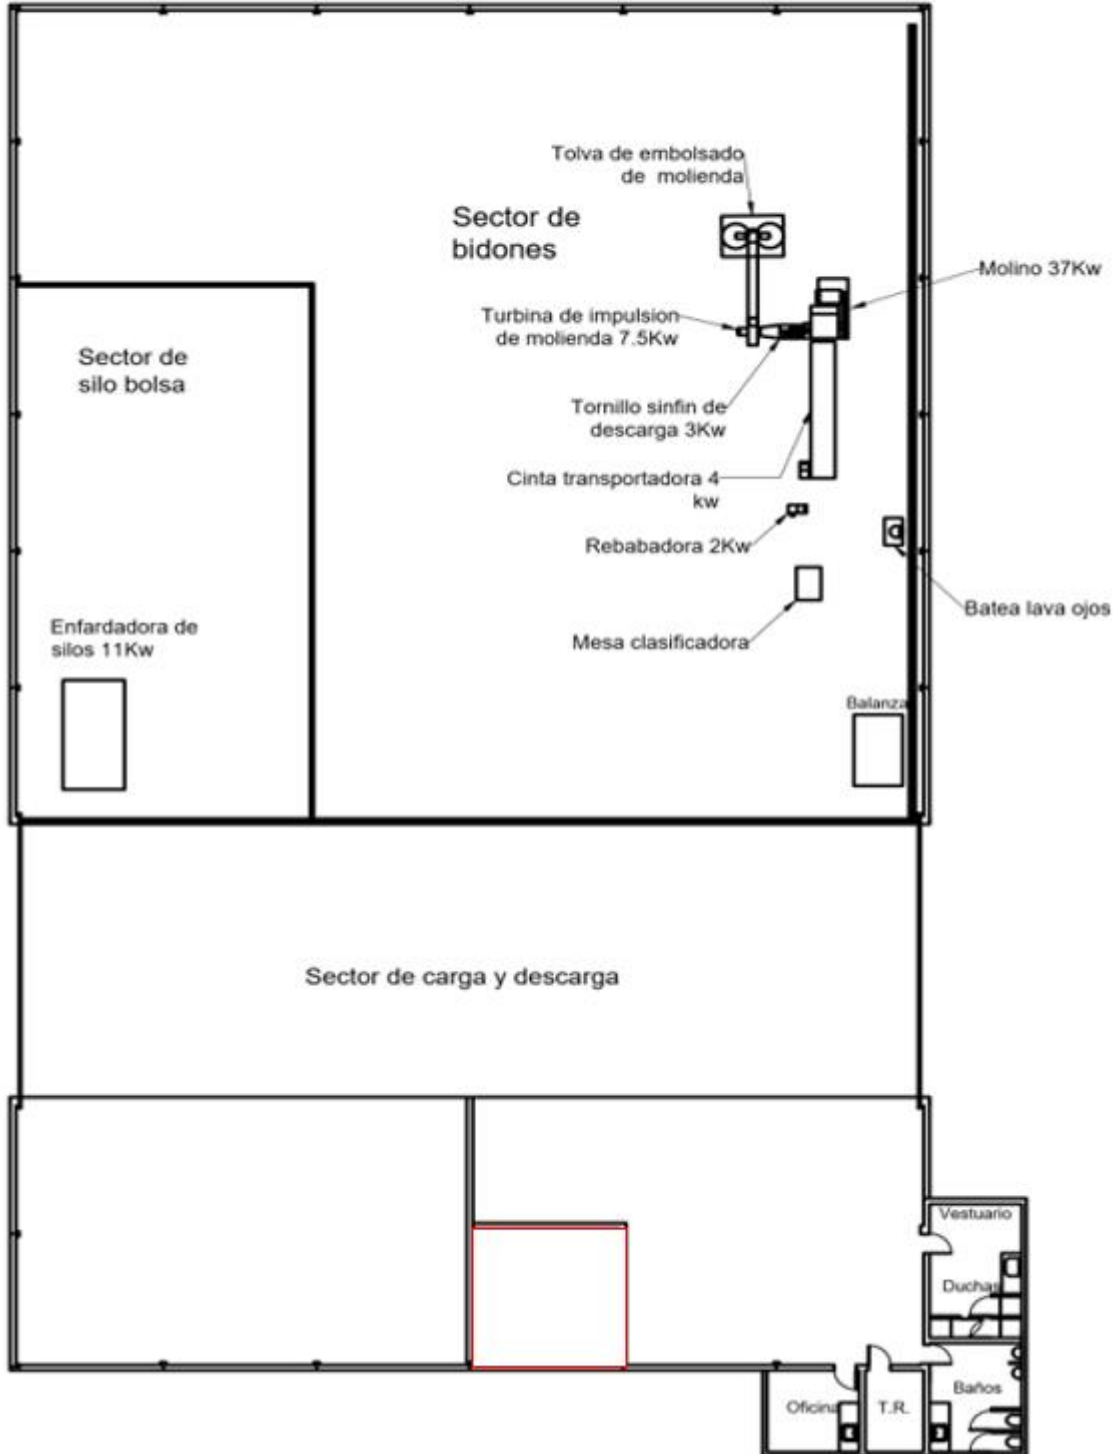 Tolva de embolsado
de molienda
Sector de
bidones
Molino 37Kw
Turbina de impulsion
de molienda 7.5Kw
Sector de
silo bolsa
Tornillo sinfin de
descarga 3Kw
Cinta transportadora 4
kw
Rebabadora 2Kw
Batea lava ojos
Enfardadora de
silos 11Kw
Mesa clasificadora
Balanza
Sector de carga y descarga
Vestuario
Duchas
Baños
Oficina
T.R.